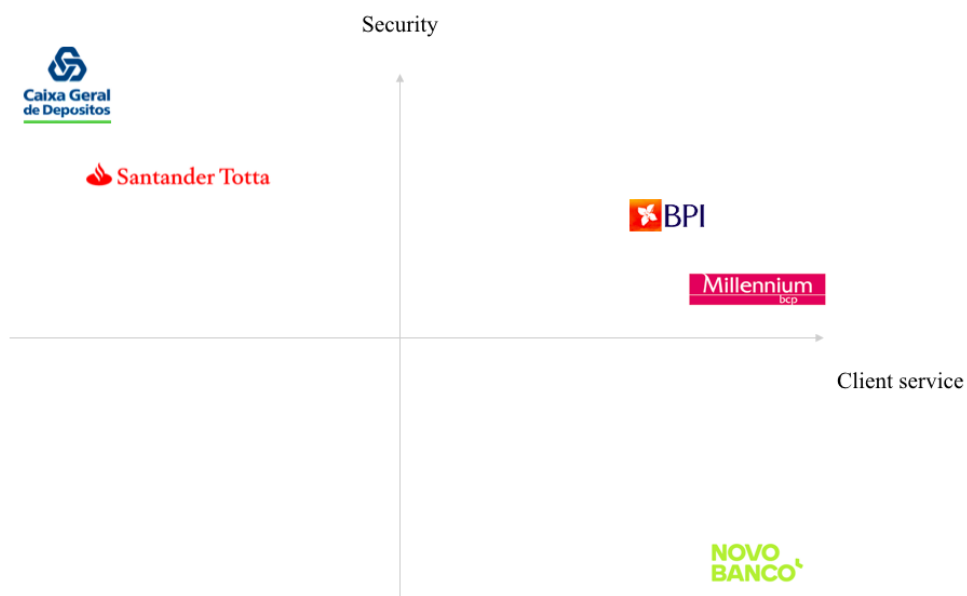 Security
Caixa Geral
de Depositos
Santander Totta
BPI
Millennium
bcp
Client service
NOVO
BANCO